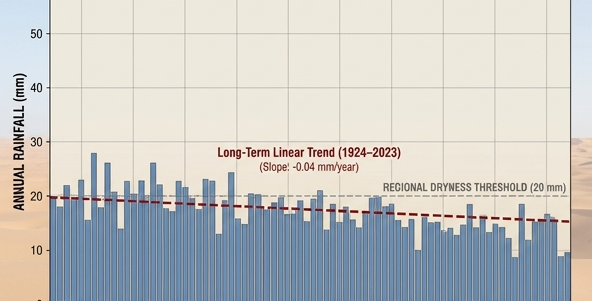 50
40
30
20
10
ANNUAL RAINFALL (mm)
Long-Term Linear Trend (1924–2023)
(Slope: -0.04 mm/year)
REGIONAL DRYNESS THRESHOLD (20 mm)